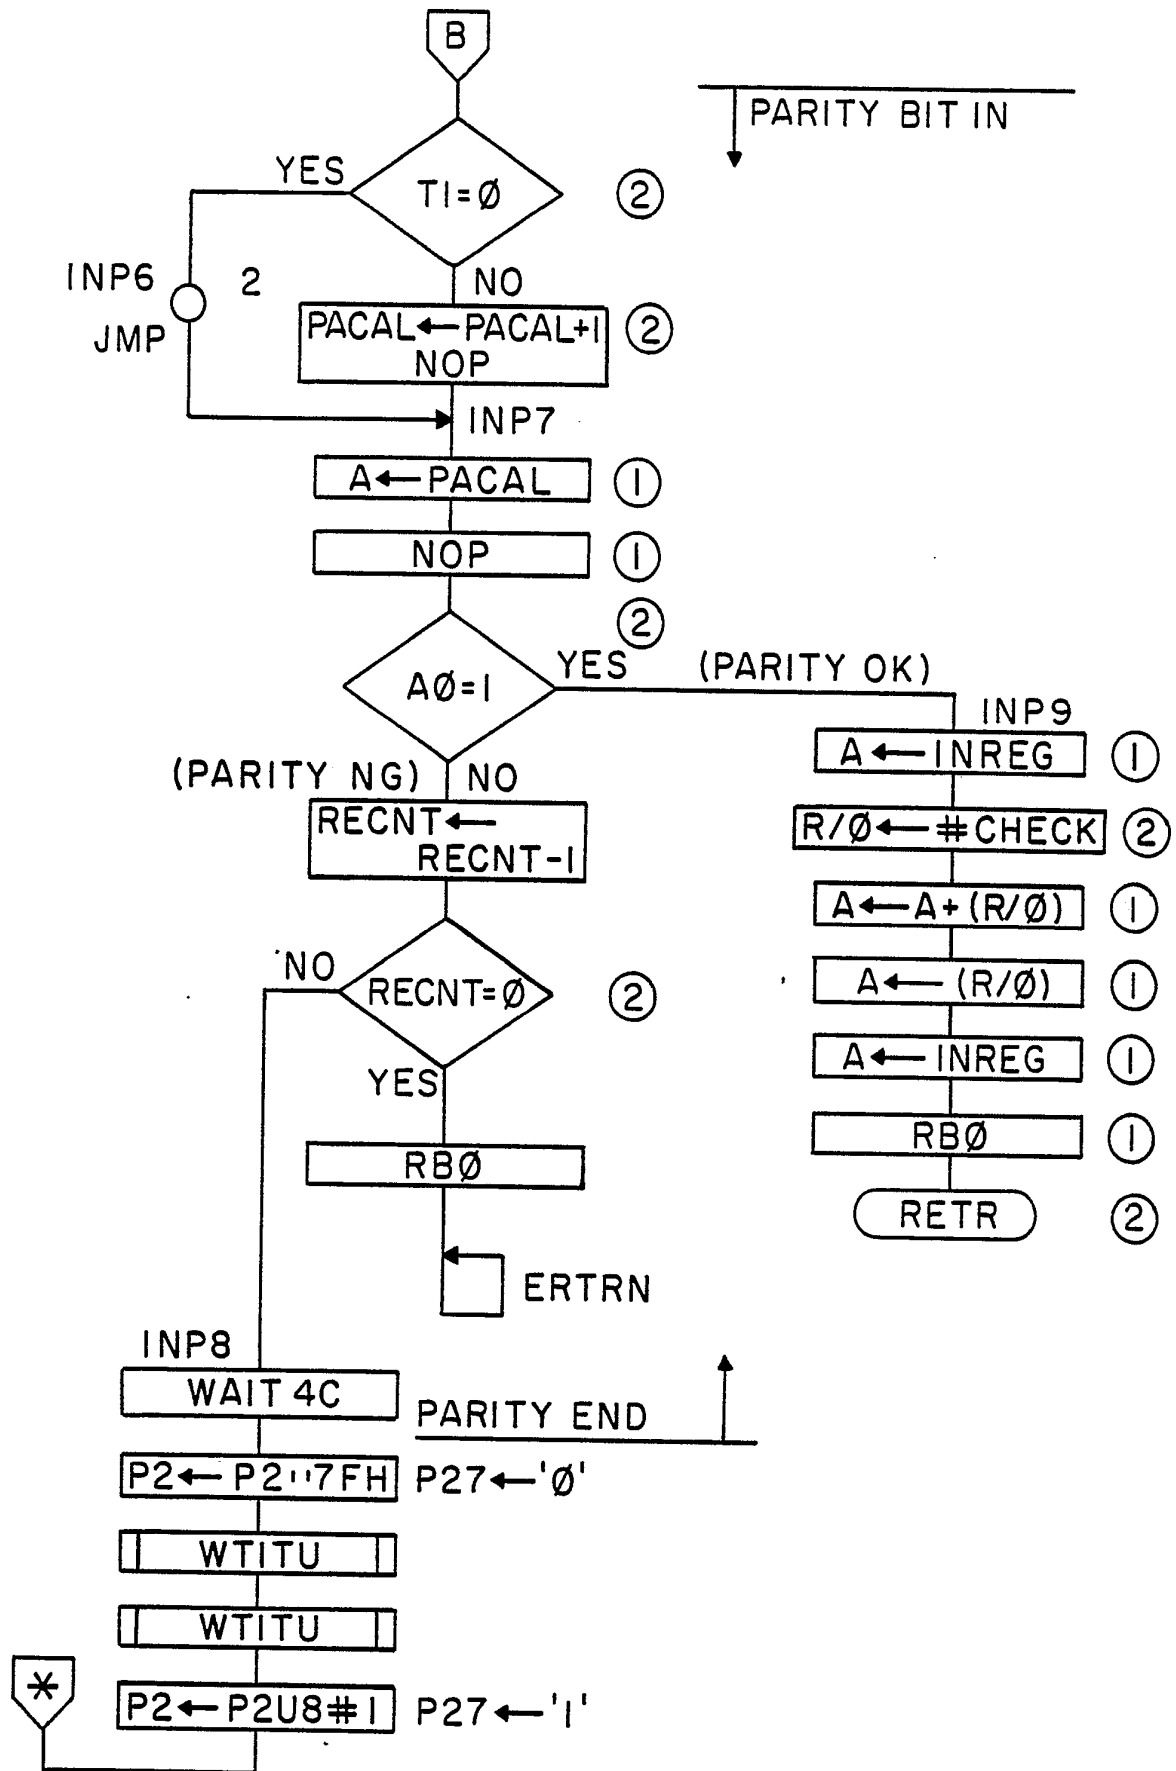 B
PARITY BIT IN
YES
T1=Ø
②
INP6
2
NO
JMP
PACAL←PACAL+1
②
NOP
INP7
A←PACAL
①
NOP
①
②
YES (PARITY OK)
AØ=1
INP9
A←INREG
①
(PARITY NG) NO
RECNT←
RECNT-1
R/Ø←#CHECK
②
A←A+(R/Ø)
①
NO
RECNT=Ø
②
A←(R/Ø)
①
YES
A←INREG
①
RBØ
RBØ
①
RETR
②
ERTRN
INP8
WAIT 4C
PARITY END
P2←P2∩7FH
P27←'Ø'
WTITU
WTITU
*
P2←P2U8#1
P27←'1'